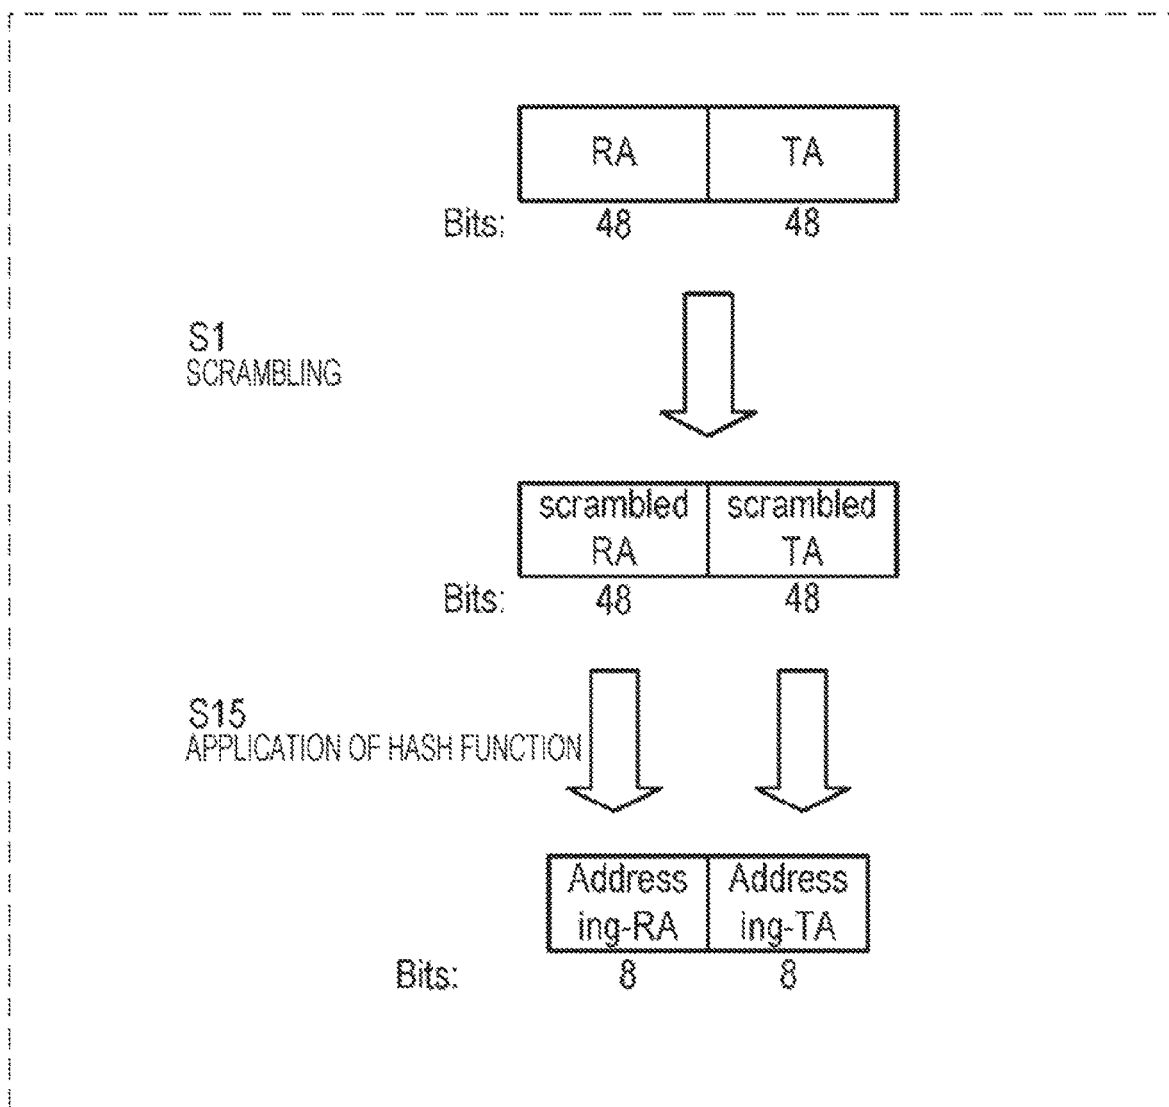 RA TA
Bits: 48 48
S1
SCRAMBLING
scrambled RA scrambled TA
Bits: 48 48
S15
APPLICATION OF HASH FUNCTION
Address ing-RA Address ing-TA
Bits: 8 8